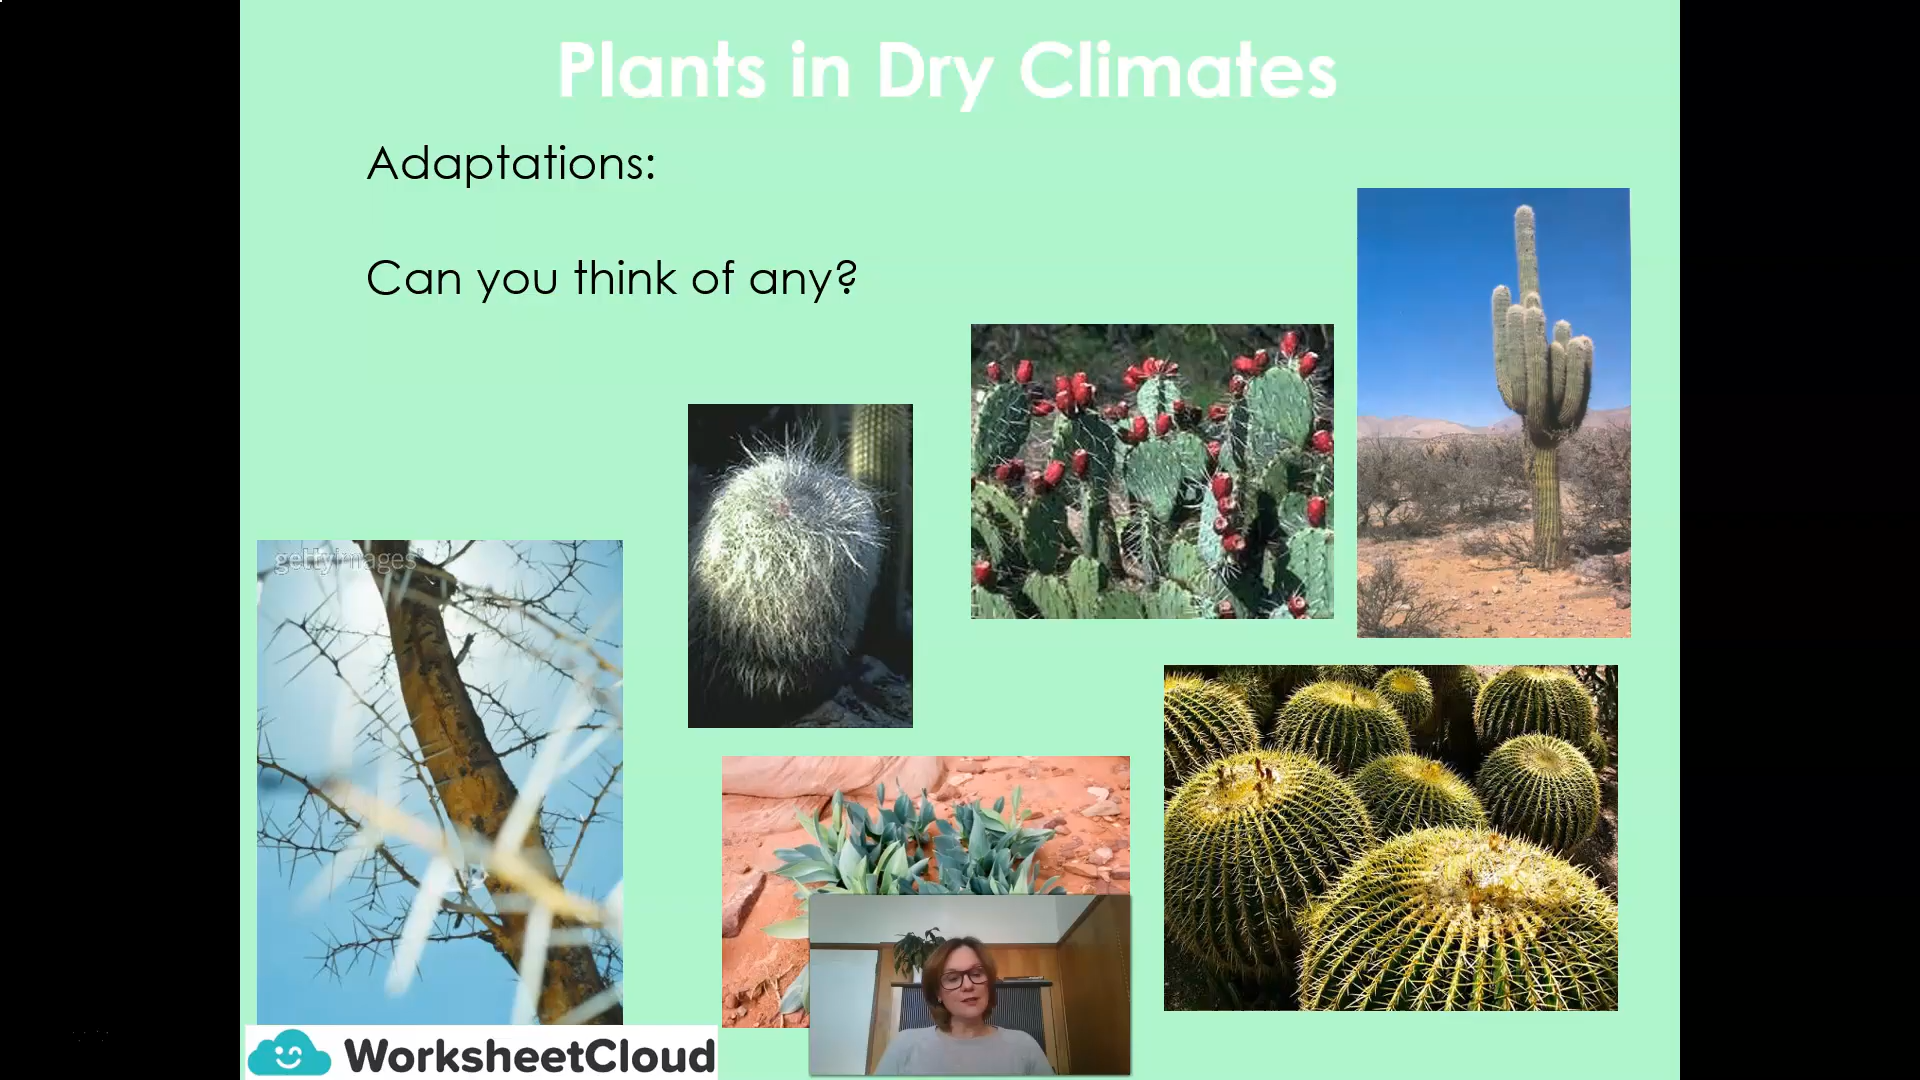 Plants in Dry Climates
Adaptations:
Can you think of any?
gettyimages®
WorksheetCloud